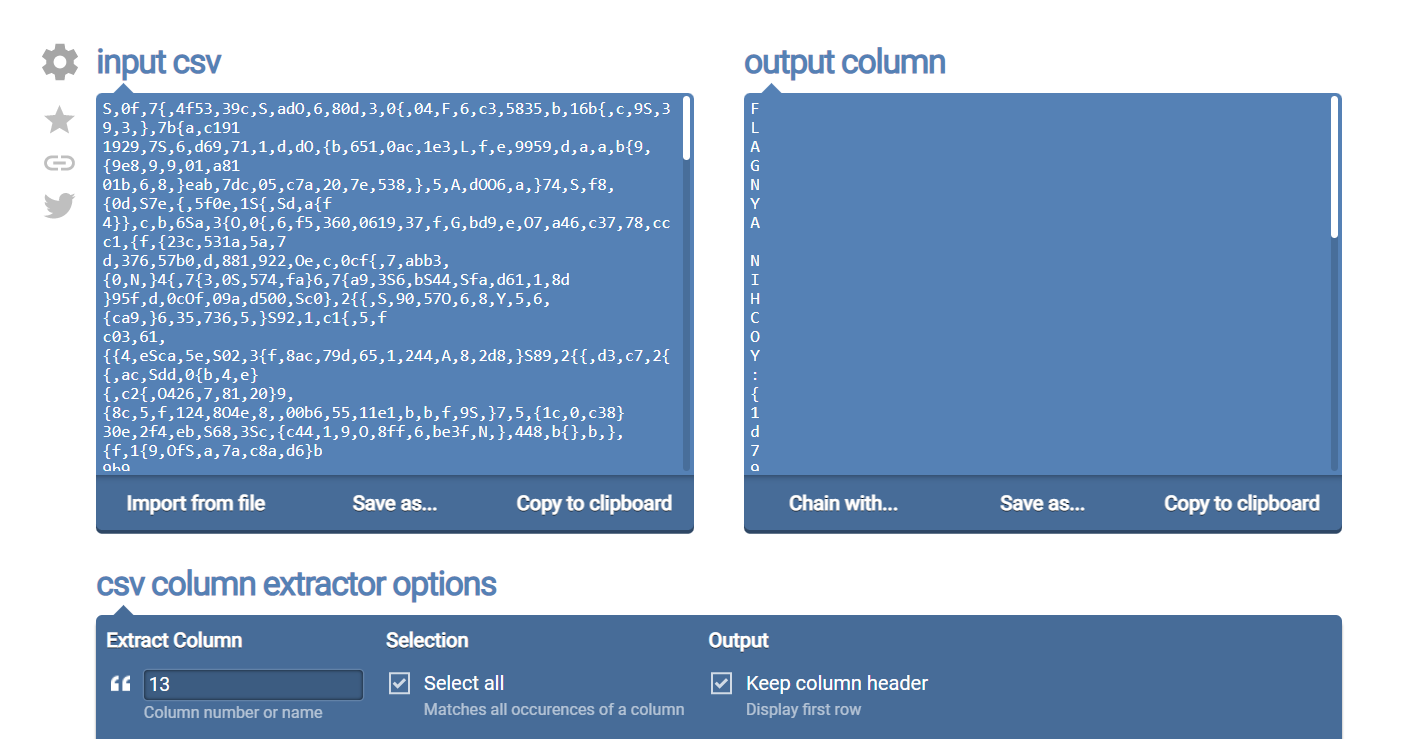 input csv
S,0f,7{,4f53,39c,S,adO,6,80d,3,0{,04,F,6,c3,5835,b,16b{,c,9S,3
9,3,},7b{a,c191
1929,7S,6,d69,71,1,d,dO,{b,651,0ac,1e3,L,f,e,9959,d,a,a,b{9,
{9e8,9,9,01,a81
01b,6,8,}eab,7dc,05,c7a,20,7e,538,},5,A,dOO6,a,}74,S,f8,
{0d,S7e,{,5f0e,1S{,Sd,a{f
4}},c,b,6Sa,3{O,0{,6,f5,360,0619,37,f,G,bd9,e,O7,a46,c37,78,cc
c1,{f,{23c,531a,5a,7
d,376,57b0,d,881,922,Oe,c,0cf{,7,abb3,
{0,N,}4{,7{3,0S,574,fa}6,7{a9,3S6,bS44,Sfa,d61,1,8d
}95f,d,0cOf,09a,d500,Sc0},2{{,S,90,57O,6,8,Y,5,6,
{ca9,}6,35,736,5,}S92,1,c1{,5,f
c03,61,
{{4,eSca,5e,S02,3{f,8ac,79d,65,1,244,A,8,2d8,}S89,2{{,d3,c7,2{
{,ac,Sdd,0{b,4,e}
{,c2{,O426,7,81,20}9,
{8c,5,f,124,8O4e,8,,00b6,55,11e1,b,b,f,9S,}7,5,{1c,0,c38}
30e,2f4,eb,S68,3Sc,{c44,1,9,O,8ff,6,be3f,N,},448,b{},b,},
{f,1{9,OfS,a,7a,c8a,d6}b
9b9
Import from file
Save as...
Copy to clipboard
output column
F
L
A
G
N
Y
A
N
I
H
C
O
Y
:
{
1
d
7
9
Chain with...
Save as...
Copy to clipboard
csv column extractor options
Extract Column
13
Column number or name
Selection
Select all
Matches all occurences of a column
Output
Keep column header
Display first row